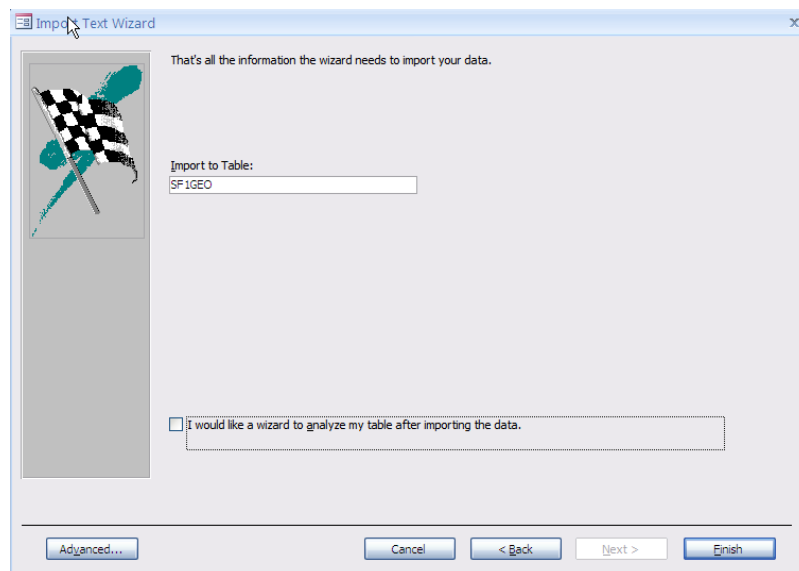 Import Text Wizard
x
That's all the information the wizard needs to import your data.
Import to Table:
SF1GEO
I would like a wizard to analyze my table after importing the data.
Advanced... Cancel < Back Next > Finish